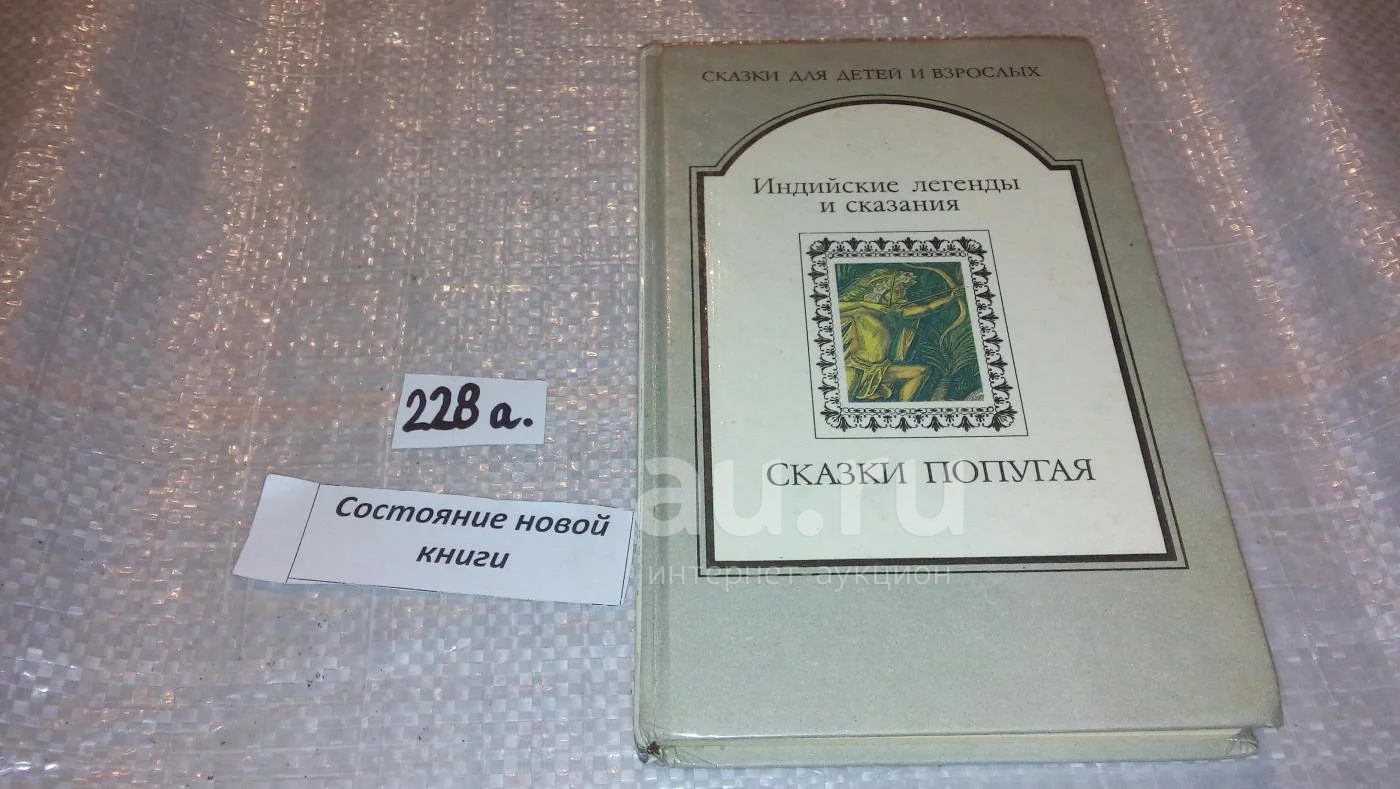 СКАЗКИ ДЛЯ ДЕТЕЙ И ВЗРОСЛЫХ
Индийские легенды
и сказания
СКАЗКИ ПОПУГАЯ
228 а.
Состояние новой
книги
au.ru
интернет аукцион